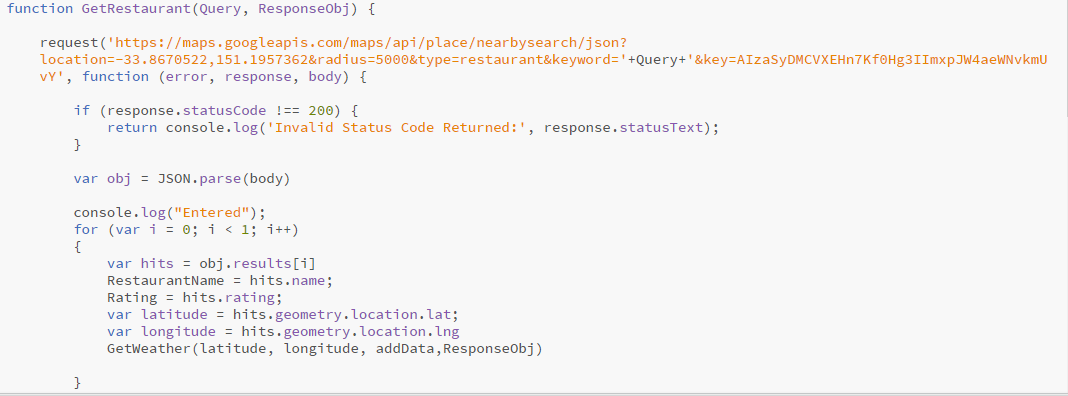 function GetRestaurant(Query, ResponseObj) {
request('https://maps.googleapis.com/maps/api/place/nearbysearch/json?
location=-33.8670522,151.1957362&radius=5000&type=restaurant&keyword='+Query+'&key=AIzaSyDMCVXEHn7Kf0Hg3IImxpJW4aeWNvkmU
vY', function (error, response, body) {
if (response.statusCode !== 200) {
return console.log('Invalid Status Code Returned:', response.statusText);
}
var obj = JSON.parse(body)
console.log("Entered");
for (var i = 0; i < 1; i++)
{
var hits = obj.results[i]
RestaurantName = hits.name;
Rating = hits.rating;
var latitude = hits.geometry.location.lat;
var longitude = hits.geometry.location.lng
GetWeather(latitude, longitude, addData,ResponseObj)
}